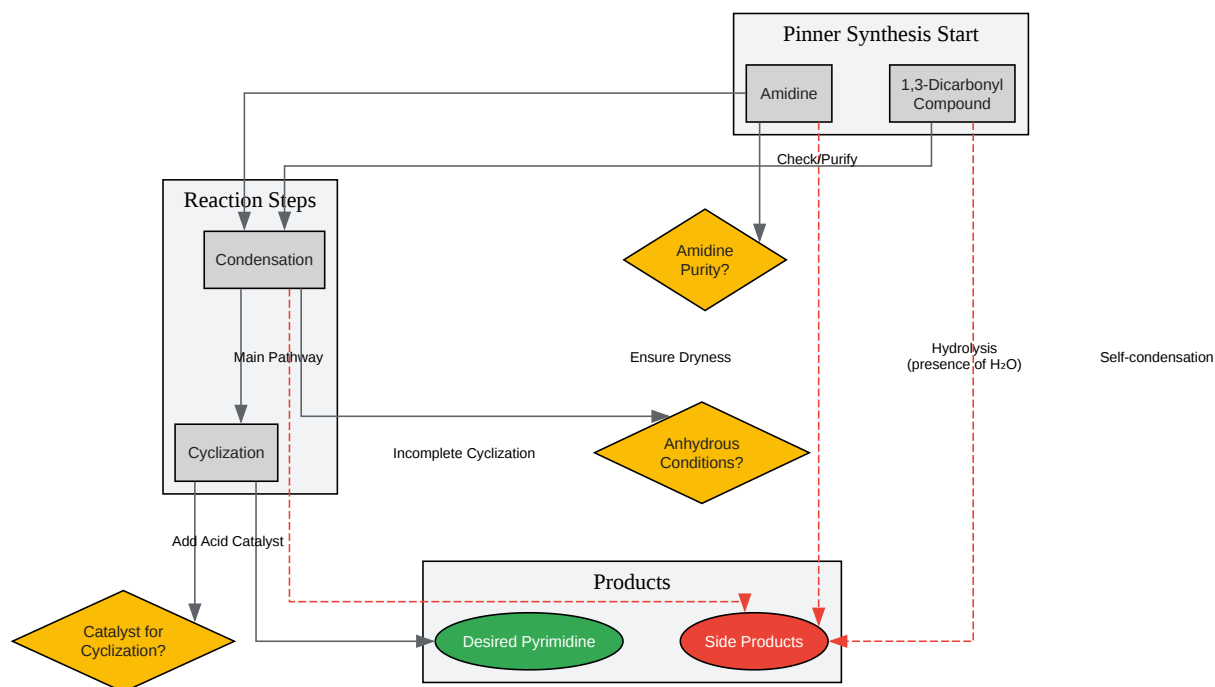 Pinner Synthesis Start
Amidine
1,3-Dicarbonyl
Compound
Check/Purify
Reaction Steps
Condensation
Amidine
Purity?
Main Pathway
Ensure Dryness
Hydrolysis
(presence of H₂O)
Self-condensation
Cyclization
Incomplete Cyclization
Anhydrous
Conditions?
Add Acid Catalyst
Products
Catalyst for
Cyclization?
Desired Pyrimidine
Side Products